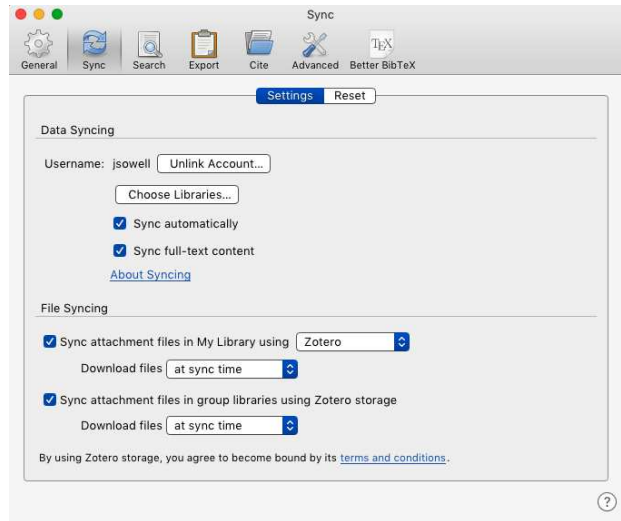 Sync
General Sync Search Export Cite Advanced Better BibTeX
TEX
Settings Reset
Data Syncing
Username: jsowell Unlink Account...
Choose Libraries...
Sync automatically
Sync full-text content
About Syncing
File Syncing
Sync attachment files in My Library using Zotero
Download files at sync time
Sync attachment files in group libraries using Zotero storage
Download files at sync time
By using Zotero storage, you agree to become bound by its terms and conditions.
?